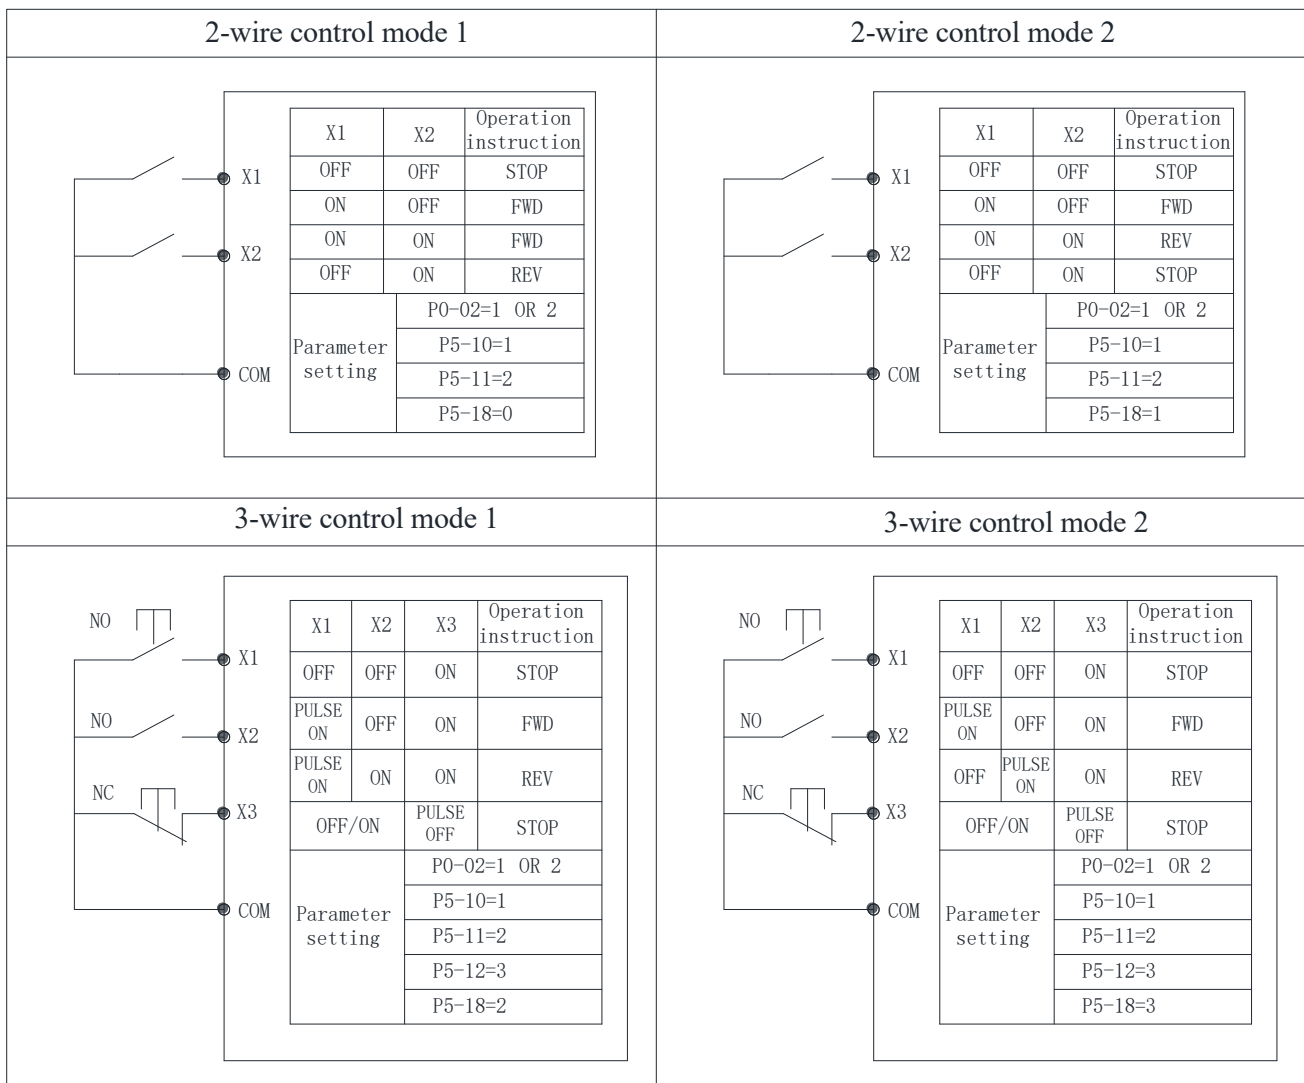 2-wire control mode 1
X1 X2 Operation
instruction
OFF OFF STOP
ON OFF FWD
ON ON FWD
OFF ON REV
Parameter
setting
P0-02=1 OR 2
P5-10=1
P5-11=2
P5-18=0
X1
X2
COM
2-wire control mode 2
X1 X2 Operation
instruction
OFF OFF STOP
ON OFF FWD
ON ON REV
OFF ON STOP
Parameter
setting
P0-02=1 OR 2
P5-10=1
P5-11=2
P5-18=1
X1
X2
COM
3-wire control mode 1
NO
X1
NO
X2
NC
X3
COM
X1 X2 X3 Operation
instruction
OFF OFF ON STOP
PULSE
ON OFF ON FWD
PULSE
ON ON ON REV
OFF/ON PULSE
OFF STOP
Parameter
setting
P0-02=1 OR 2
P5-10=1
P5-11=2
P5-12=3
P5-18=2
3-wire control mode 2
NO
X1
NO
X2
NC
X3
COM
X1 X2 X3 Operation
instruction
OFF OFF ON STOP
PULSE
ON OFF ON FWD
OFF PULSE
ON ON REV
OFF/ON PULSE
OFF STOP
Parameter
setting
P0-02=1 OR 2
P5-10=1
P5-11=2
P5-12=3
P5-18=3